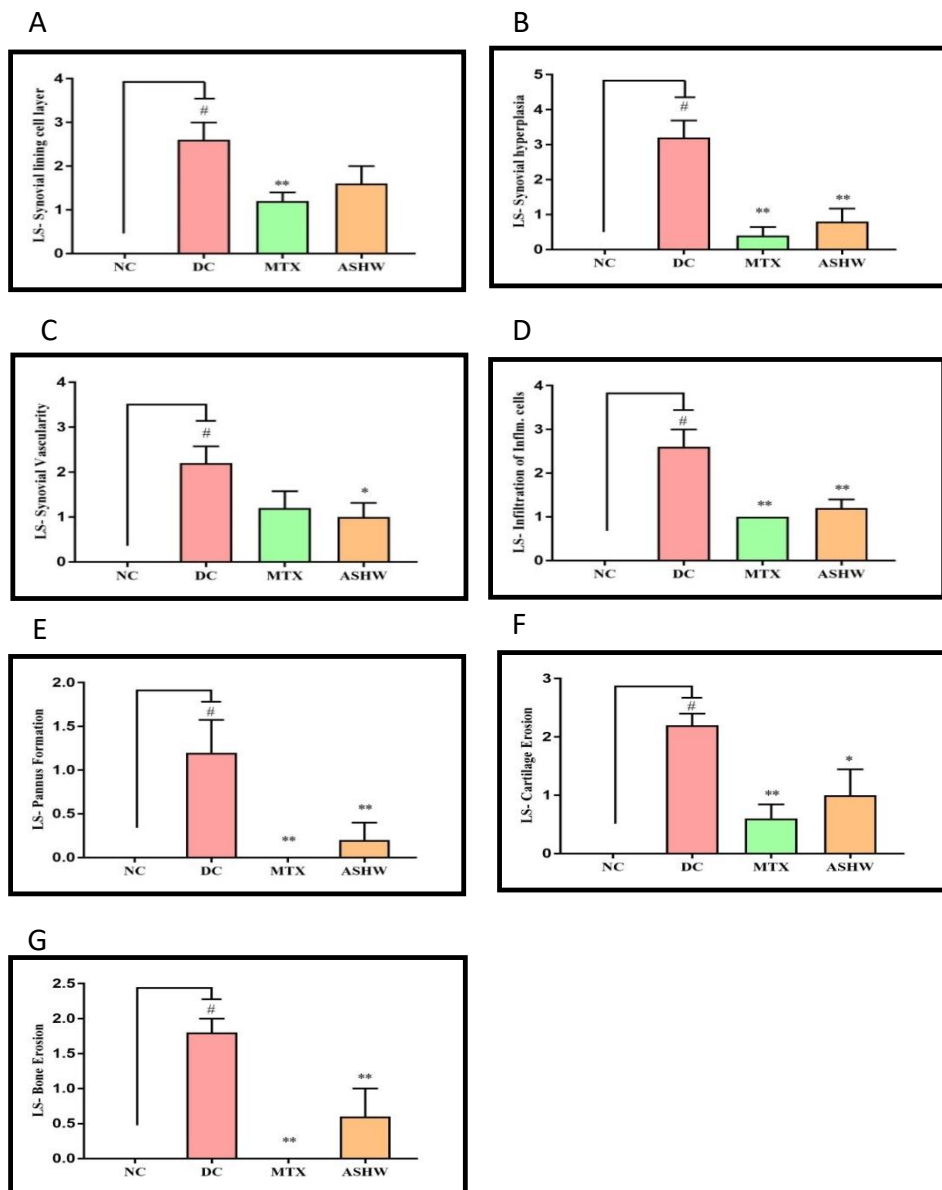 A
LS- Synovial lining cell layer
4
3
2
1
0
#
**
NC DC MTX ASHW
B
LS- Synovial hyperplasia
5
4
3
2
1
0
#
** **
NC DC MTX ASHW
C
LS- Synovial Vascularity
4
3
2
1
0
#
*
NC DC MTX ASHW
D
LS- Infiltration of Inflm. cells
4
3
2
1
0
#
** **
NC DC MTX ASHW
E
LS- Pannus Formation
2.0
1.5
1.0
0.5
0.0
#
** **
NC DC MTX ASHW
F
LS- Cartilage Erosion
3
2
1
0
#
** *
NC DC MTX ASHW
G
LS- Bone Erosion
2.5
2.0
1.5
1.0
0.5
0.0
#
** **
NC DC MTX ASHW